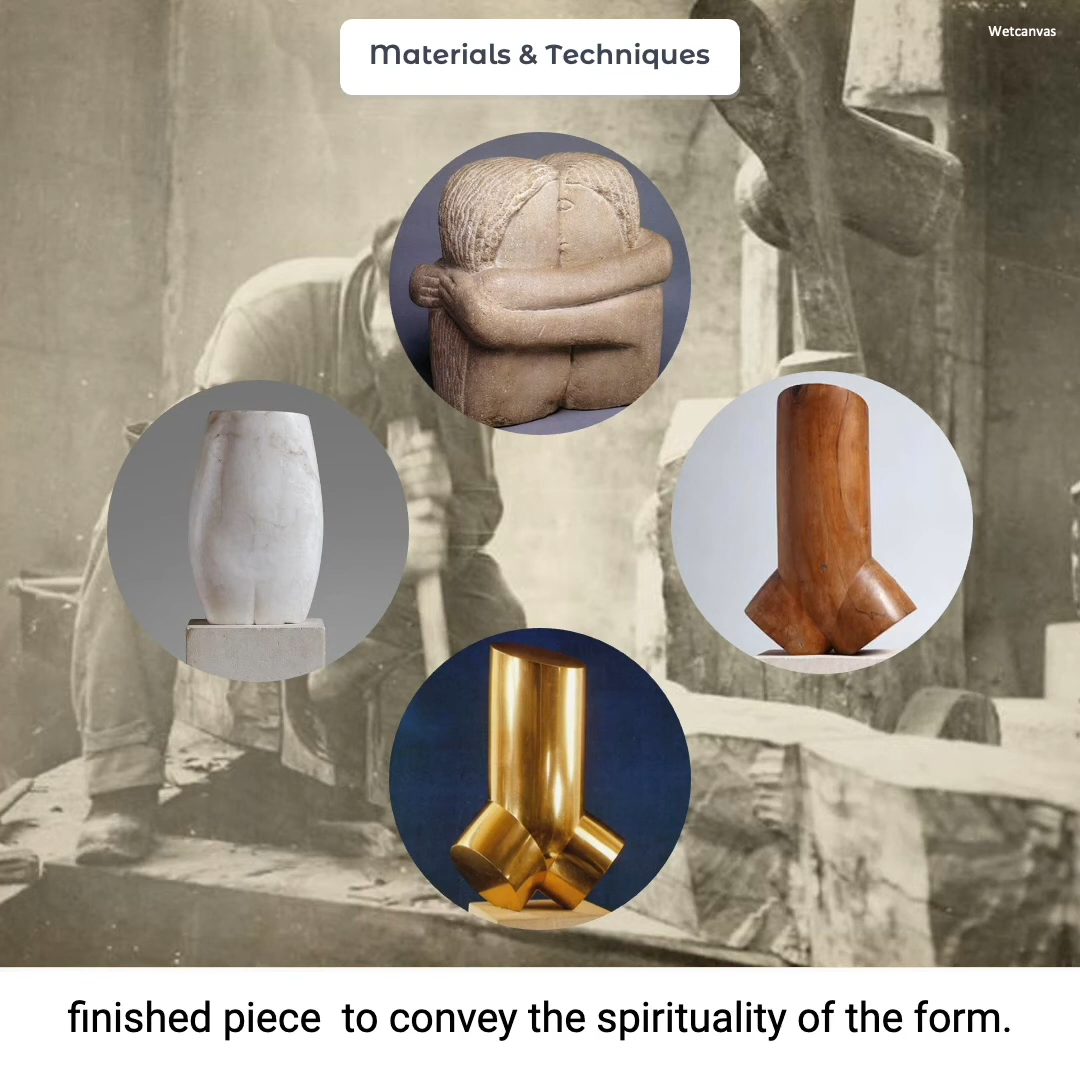 Materials & Techniques
Wetcanvas
finished piece  to convey the spirituality of the form.